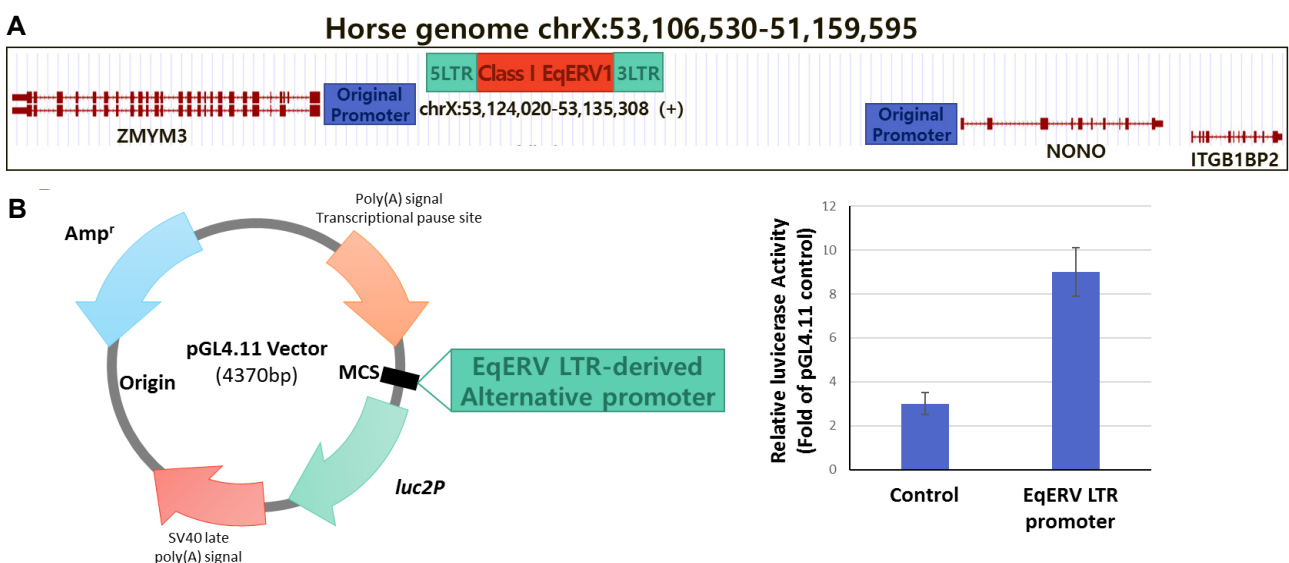 A
Horse genome chrX:53,106,530-51,159,595
5LTR Class I EqERV1 3LTR
Original
Promoter
chrX:53,124,020-53,135,308 (+)
ZMYM3
Original
Promoter
NONO
ITGB1BP2
B
Poly(A) signal
Transcriptional pause site
Ampr
pGL4.11 Vector
(4370bp)
MCS
Origin
EqERV LTR-derived
Alternative promoter
luc2P
SV40 late
poly(A) signal
Relative luvicerase Activity
(Fold of pGL4.11 control)
12
10
8
6
4
2
0
Control
EqERV LTR
promoter